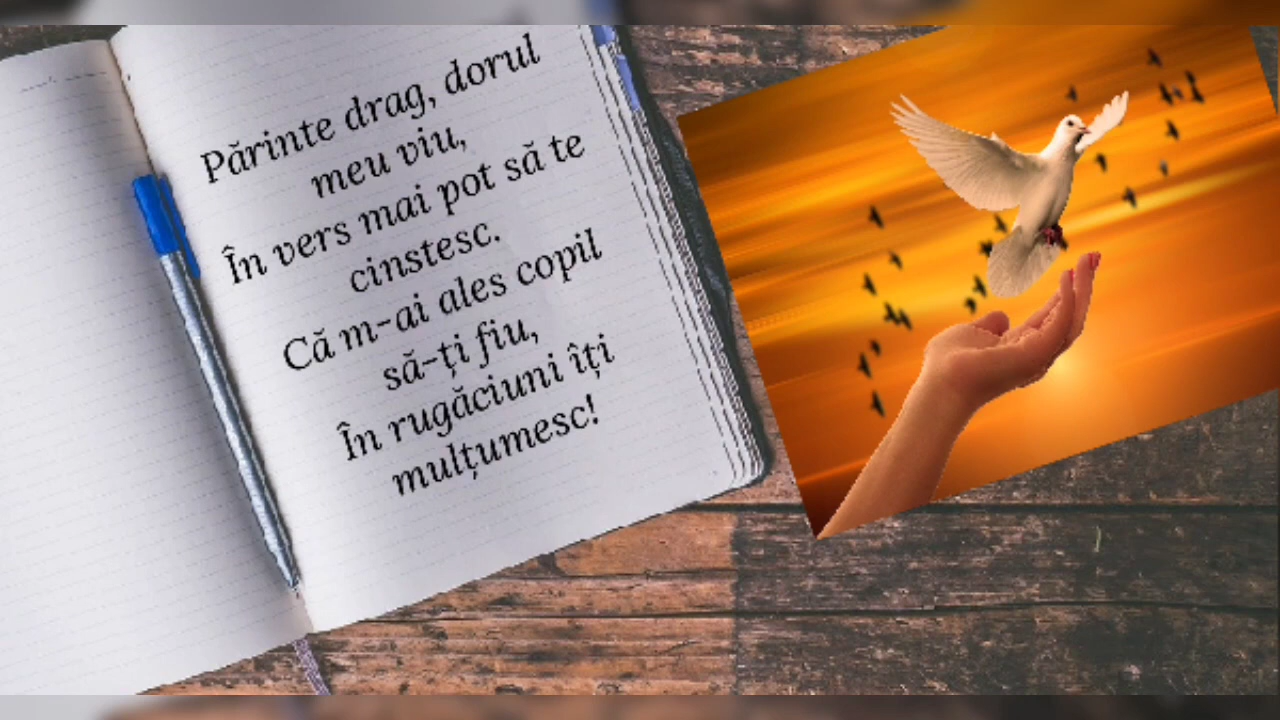 Părinte drag, dorul
meu viu,
În vers mai pot să te
cinstesc.
Că m-ai ales copil
să-ți fiu,
În rugăciuni îți
mulțumesc!